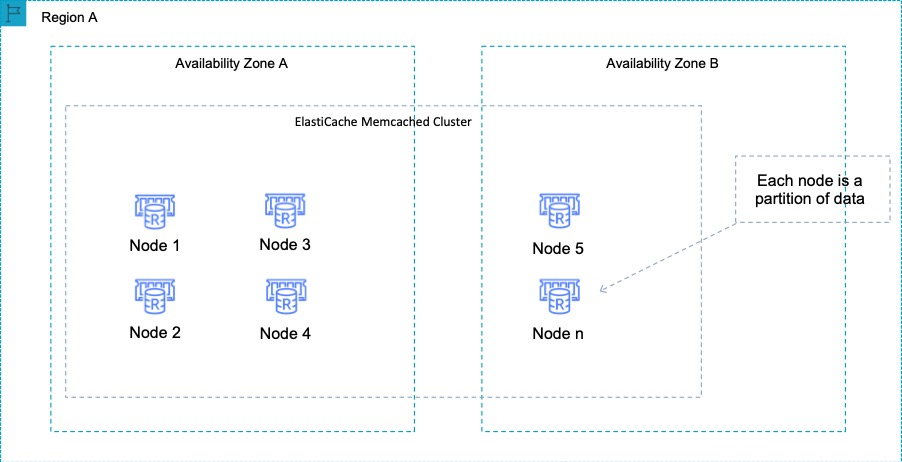 Region A
Availability Zone A
Availability Zone B
ElastiCache Memcached Cluster
Each node is a
partition of data
R
Node 1
R
Node 3
R
Node 5
R
Node 2
R
Node 4
R
Node n